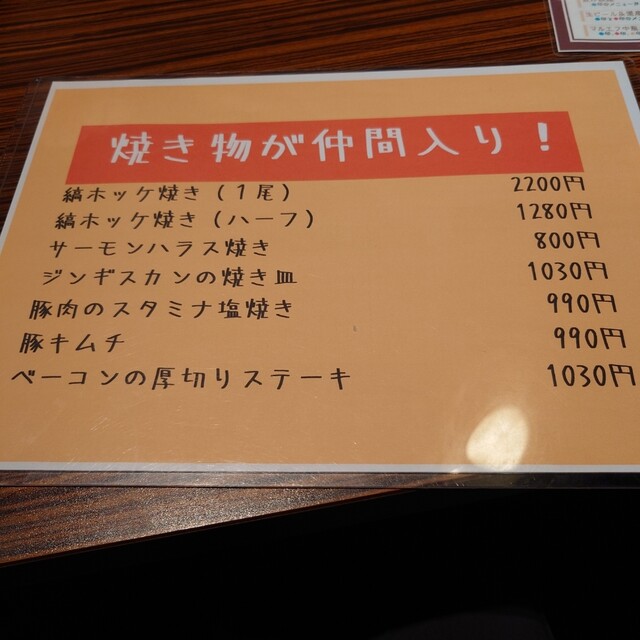 焼き物が仲間入り！
縞ホッケ焼き（1尾） 2200円
縞ホッケ焼き（ハーフ） 1280円
サーモンハラス焼き 800円
ジンギスカンの焼き皿 1030円
豚肉のスタミナ塩焼き 990円
豚キムチ 990円
ベーコンの厚切りステーキ 1030円